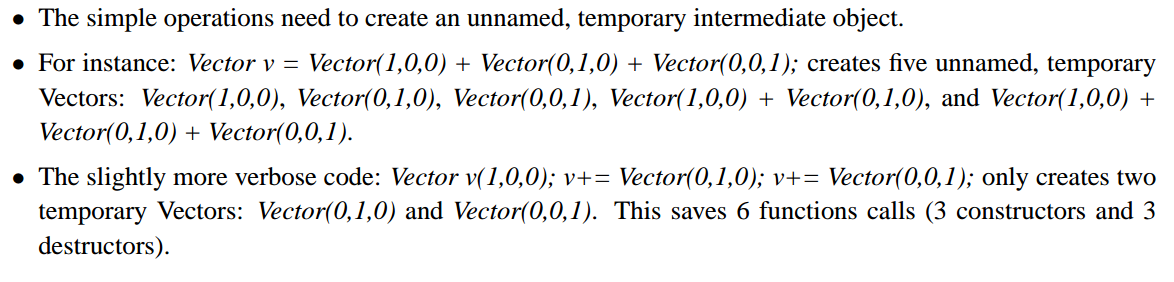 • The simple operations need to create an unnamed, temporary intermediate object.
• For instance: Vector v = Vector(1,0,0) + Vector(0,1,0) + Vector(0,0,1); creates five unnamed, temporary
Vectors: Vector(1,0,0), Vector(0,1,0), Vector(0,0,1), Vector(1,0,0) + Vector(0,1,0), and Vector(1,0,0) +
Vector(0,1,0) + Vector(0,0,1).
• The slightly more verbose code: Vector v(1,0,0); v+= Vector(0,1,0); v+= Vector(0,0,1); only creates two
temporary Vectors: Vector(0,1,0) and Vector(0,0,1). This saves 6 functions calls (3 constructors and 3
destructors).